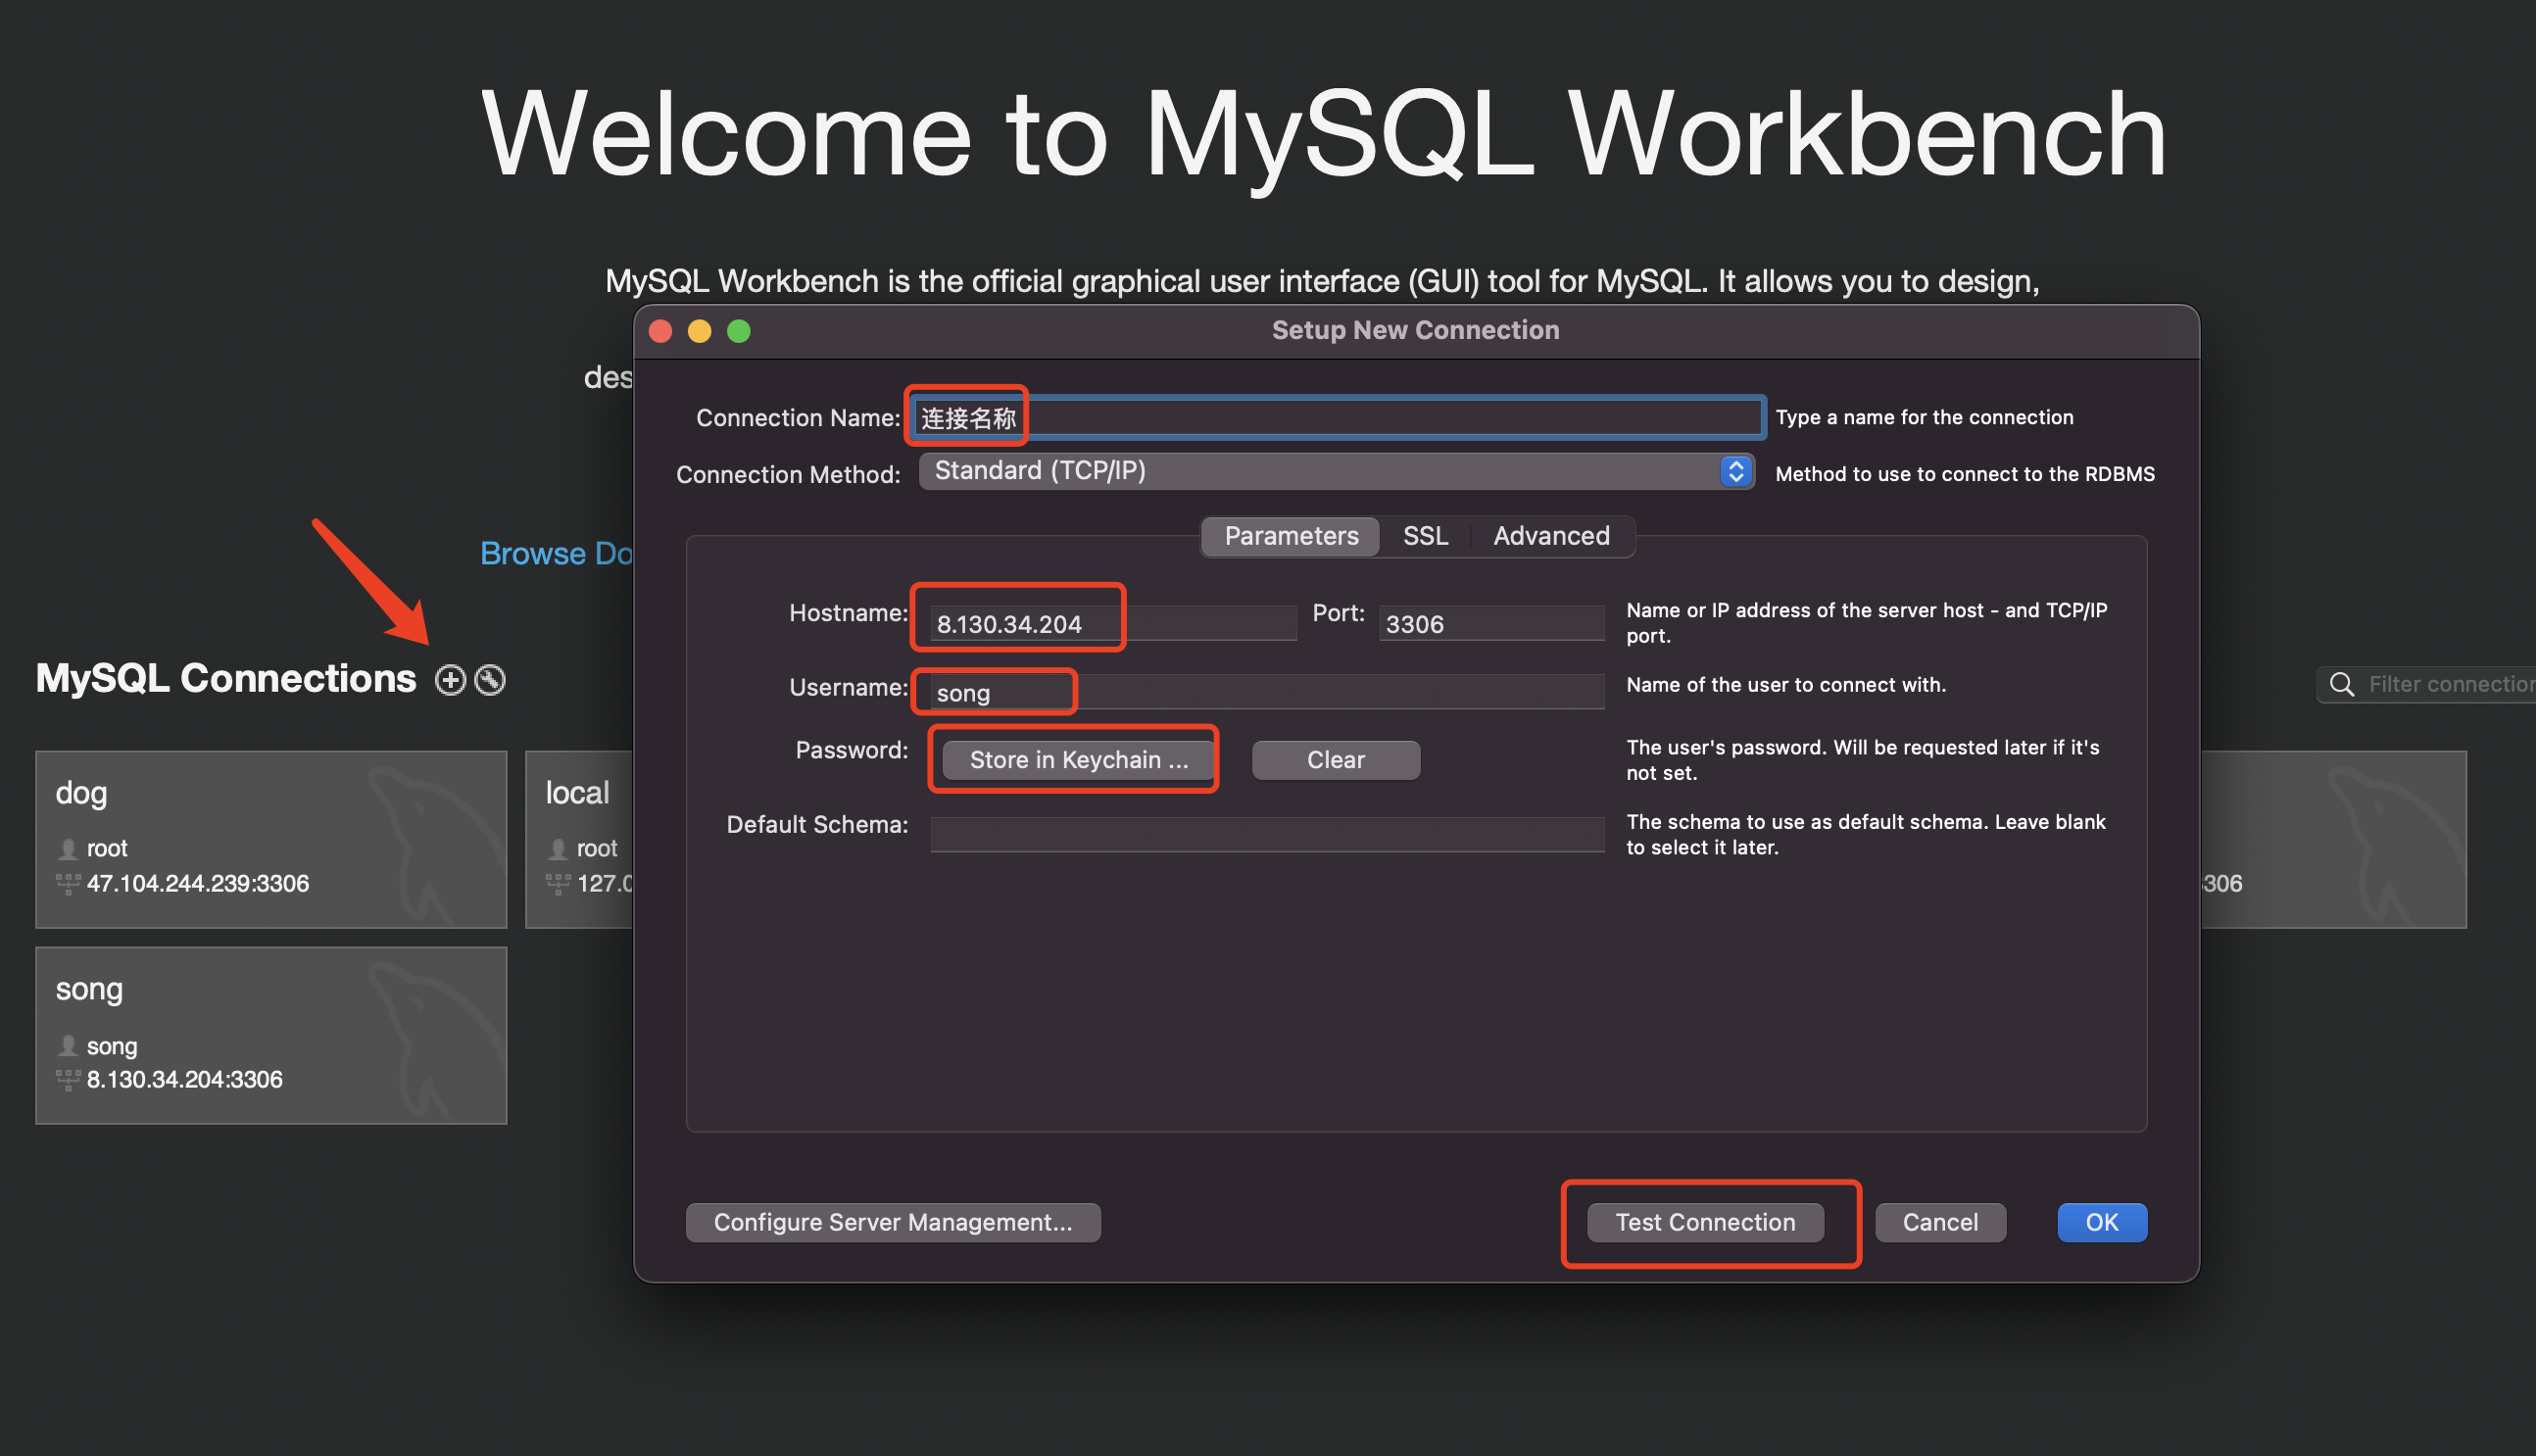 Welcome to MySQL Workbench
MySQL Workbench is the official graphical user interface (GUI) tool for MySQL. It allows you to design,
des
Browse Do
MySQL Connections
Filter connection
dog
root
47.104.244.239:3306
local
root
127.0
3306
song
song
8.130.34.204:3306
Setup New Connection
Connection Name: 连接名称 Type a name for the connection
Connection Method: Standard (TCP/IP) Method to use to connect to the RDBMS
Parameters SSL Advanced
Hostname: 8.130.34.204 Port: 3306 Name or IP address of the server host - and TCP/IP
port.
Username: song Name of the user to connect with.
Password: Store in Keychain ... Clear The user's password. Will be requested later if it's
not set.
Default Schema: The schema to use as default schema. Leave blank
to select it later.
Configure Server Management... Test Connection Cancel OK